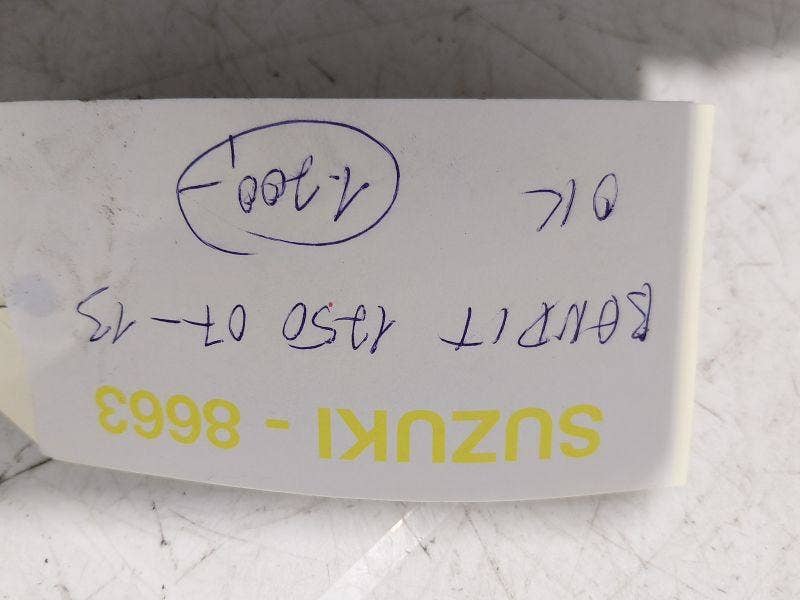 SUZUKI - 8663
BANDIT 1250 07-13
OK 1.200,-